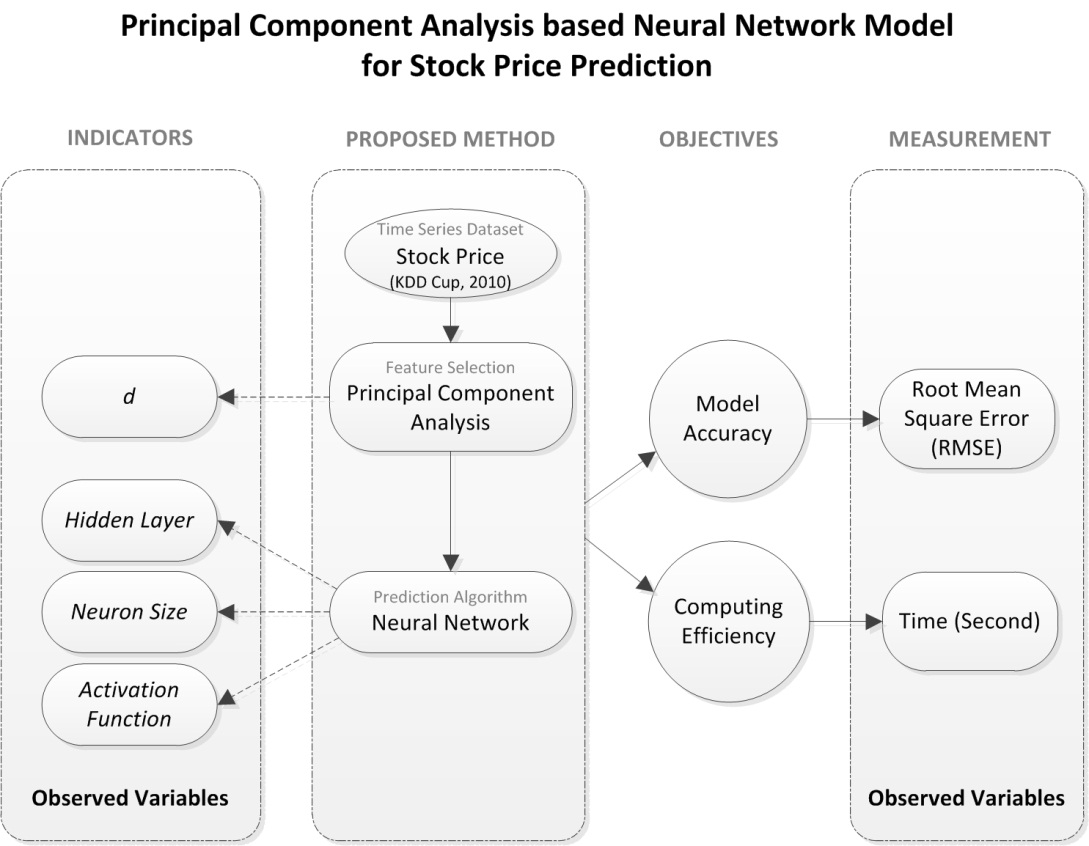 Principal Component Analysis based Neural Network Model
for Stock Price Prediction
INDICATORS
PROPOSED METHOD
OBJECTIVES
MEASUREMENT
Time Series Dataset
Stock Price
(KDD Cup, 2010)
d
Feature Selection
Principal Component
Analysis
Model
Accuracy
Root Mean
Square Error
(RMSE)
Hidden Layer
Neuron Size
Activation
Function
Prediction Algorithm
Neural Network
Computing
Efficiency
Time (Second)
Observed Variables
Observed Variables